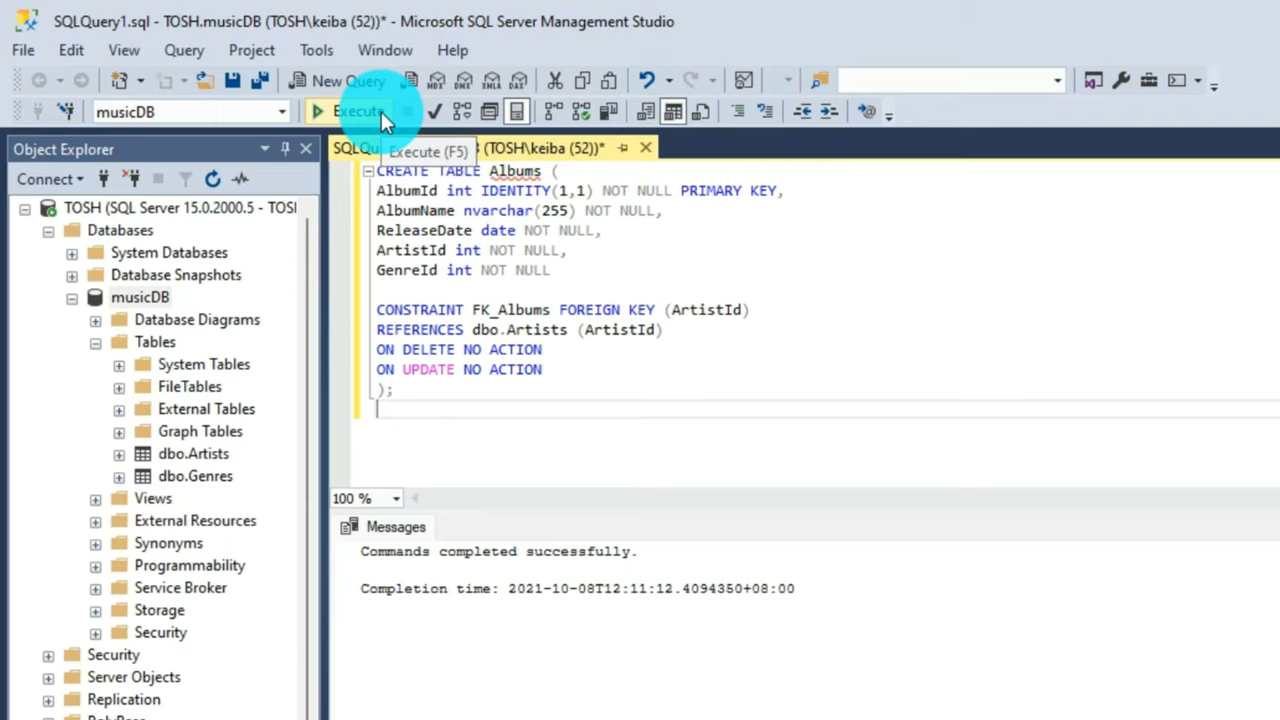 SQLQuery1.sql - TOSH.musicDB (TOSH\keiba (52))* - Microsoft SQL Server Management Studio
File Edit View Query Project Tools Window Help
New Query
MDX DMX XMLA DAX
musicDB Execute
Object Explorer
Connect
TOSH (SQL Server 15.0.2000.5 - TOSH
Databases
System Databases
Database Snapshots
musicDB
Database Diagrams
Tables
System Tables
FileTables
External Tables
Graph Tables
dbo.Artists
dbo.Genres
Views
External Resources
Synonyms
Programmability
Service Broker
Storage
Security
Security
Server Objects
Replication
PolyBase
SQLQu (TOSH\keiba (52))*
Execute (F5)
CREATE TABLE Albums (
AlbumId int IDENTITY(1,1) NOT NULL PRIMARY KEY,
AlbumName nvarchar(255) NOT NULL,
ReleaseDate date NOT NULL,
ArtistId int NOT NULL,
GenreId int NOT NULL
CONSTRAINT FK_Albums FOREIGN KEY (ArtistId)
REFERENCES dbo.Artists (ArtistId)
ON DELETE NO ACTION
ON UPDATE NO ACTION
);
100 %
Messages
Commands completed successfully.
Completion time: 2021-10-08T12:11:12.4094350+08:00